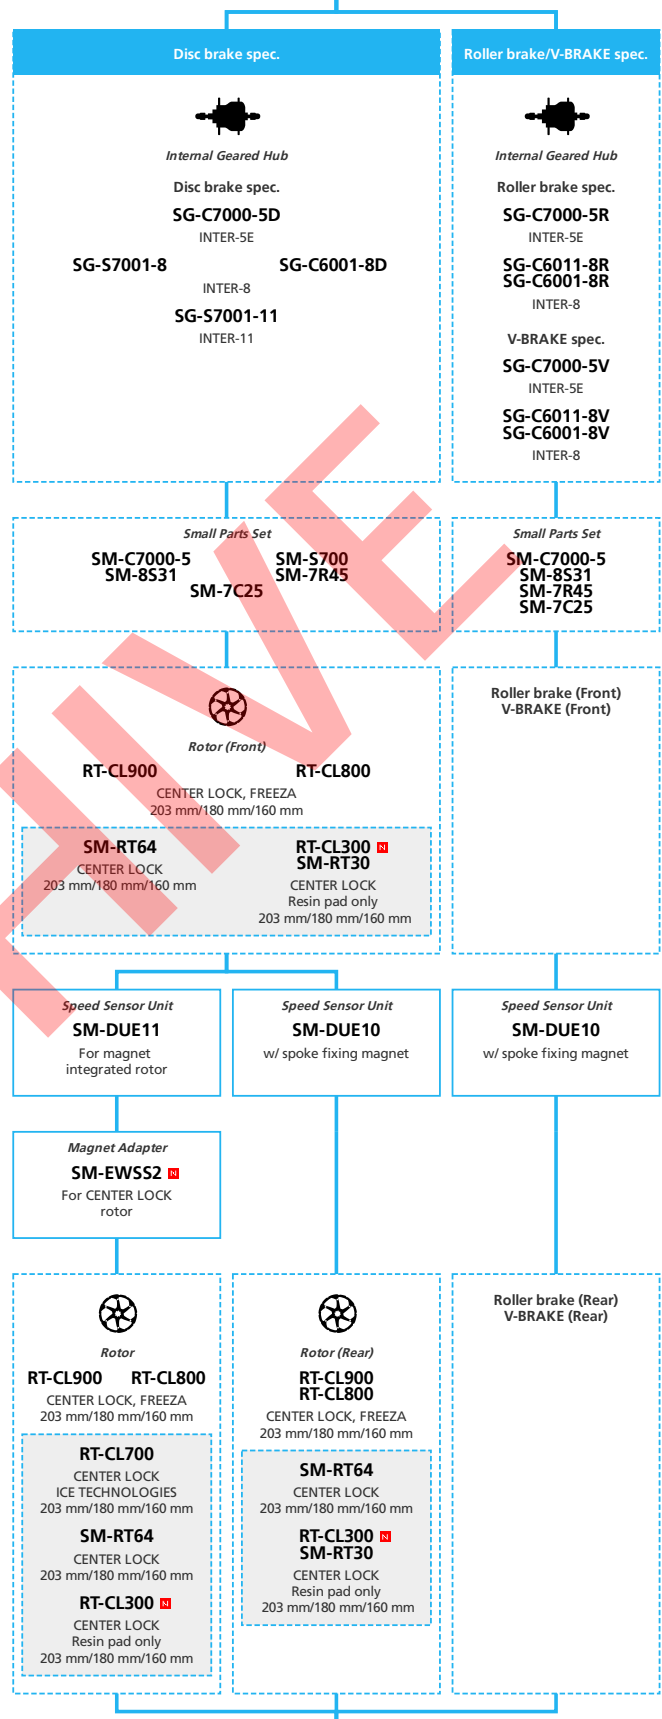 Disc brake spec.
Roller brake/V-BRAKE spec.
Internal Geared Hub
Disc brake spec.
SG-C7000-5D
INTER-5E
SG-S7001-8 SG-C6001-8D
INTER-8
SG-S7001-11
INTER-11
Internal Geared Hub
Roller brake spec.
SG-C7000-5R
INTER-5E
SG-C6011-8R
SG-C6001-8R
INTER-8
V-BRAKE spec.
SG-C7000-5V
INTER-5E
SG-C6011-8V
SG-C6001-8V
INTER-8
Small Parts Set
SM-C7000-5 SM-S700
SM-8S31 SM-7R45
SM-7C25
Small Parts Set
SM-C7000-5
SM-8S31
SM-7R45
SM-7C25
Rotor (Front)
RT-CL900 RT-CL800
CENTER LOCK, FREEZA
203 mm/180 mm/160 mm
SM-RT64
CENTER LOCK
203 mm/180 mm/160 mm
RT-CL300 N
SM-RT30
CENTER LOCK
Resin pad only
203 mm/180 mm/160 mm
Roller brake (Front)
V-BRAKE (Front)
Speed Sensor Unit
SM-DUE11
For magnet
integrated rotor
Speed Sensor Unit
SM-DUE10
w/ spoke fixing magnet
Speed Sensor Unit
SM-DUE10
w/ spoke fixing magnet
Magnet Adapter
SM-EWSS2 N
For CENTER LOCK
rotor
Rotor
RT-CL900 RT-CL800
CENTER LOCK, FREEZA
203 mm/180 mm/160 mm
RT-CL700
CENTER LOCK
ICE TECHNOLOGIES
203 mm/180 mm/160 mm
SM-RT64
CENTER LOCK
203 mm/180 mm/160 mm
RT-CL300 N
CENTER LOCK
Resin pad only
203 mm/180 mm/160 mm
Rotor (Rear)
RT-CL900
RT-CL800
CENTER LOCK, FREEZA
203 mm/180 mm/160 mm
SM-RT64
CENTER LOCK
203 mm/180 mm/160 mm
RT-CL300 N
SM-RT30
CENTER LOCK
Resin pad only
203 mm/180 mm/160 mm
Roller brake (Rear)
V-BRAKE (Rear)
HIVE